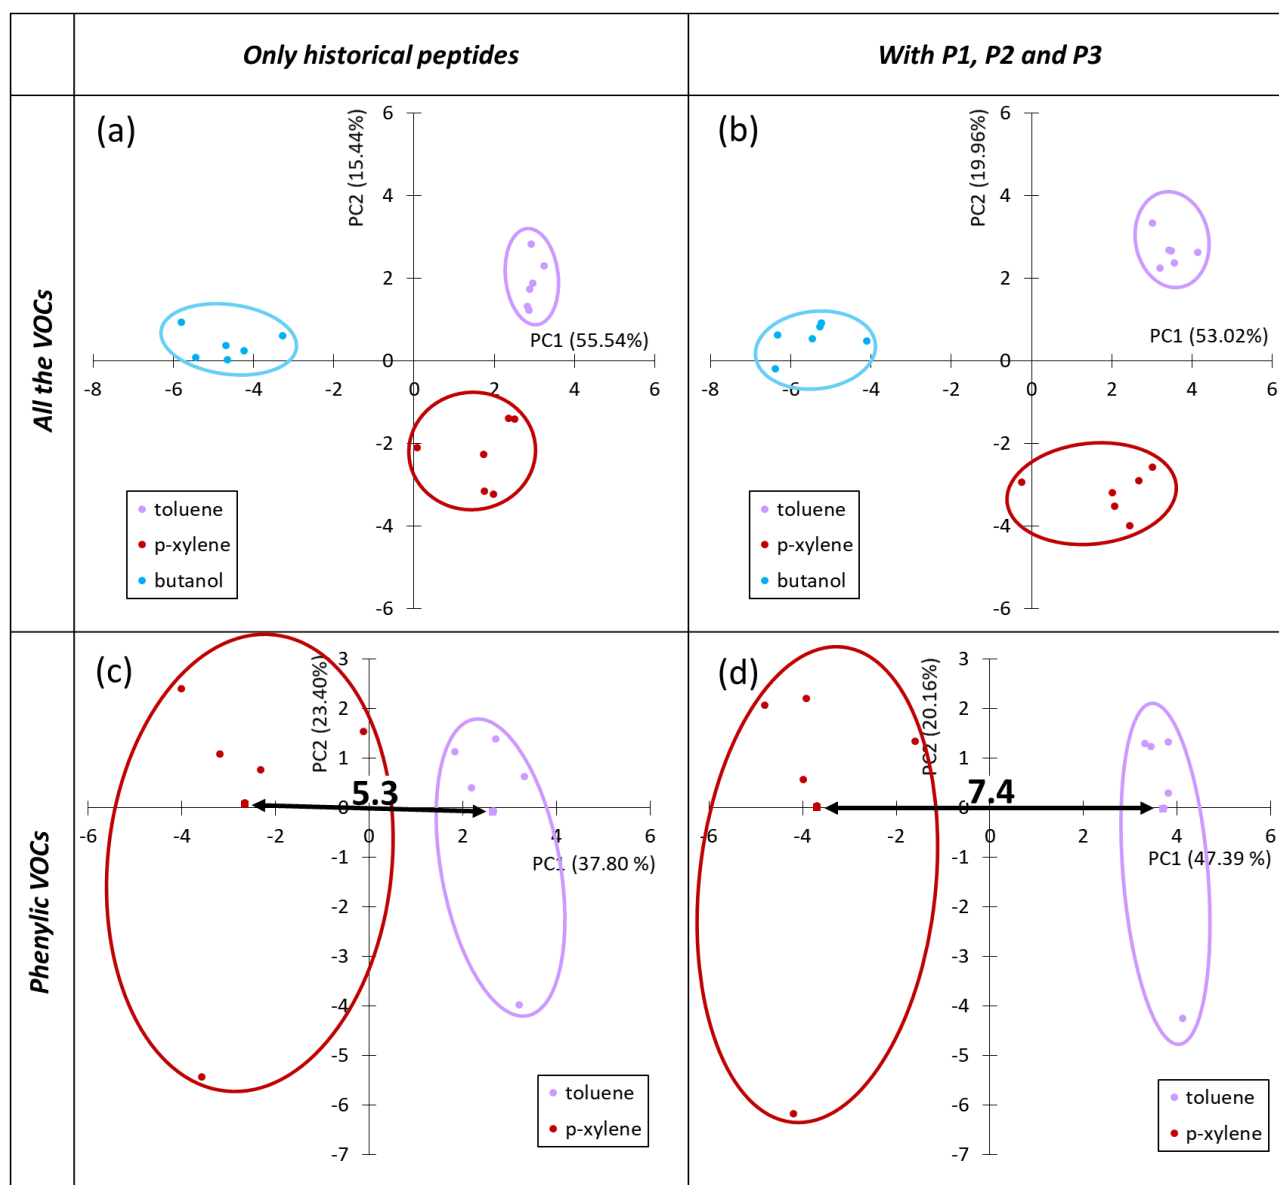 Only historical peptides
With P1, P2 and P3
All the VOCs
(a)
PC2 (15.44%)
6
4
2
0
-2
-4
-6
-8
-6
-4
-2
0
2
4
6
PC1 (55.54%)
toluene
p-xylene
butanol
(b)
PC2 (19.96%)
6
4
2
0
-2
-4
-6
-8
-6
-4
-2
0
2
4
6
PC1 (53.02%)
toluene
p-xylene
butanol
Phenylic VOCs
(c)
PC2 (23.40%)
3
2
1
0
-1
-2
-3
-4
-5
-6
-7
5.3
-6
-4
-2
0
2
4
6
PC1 (37.80 %)
toluene
p-xylene
(d)
PC2 (20.16%)
3
2
1
0
-1
-2
-3
-4
-5
-6
-7
7.4
-6
-4
-2
0
2
4
6
PC1 (47.39 %)
toluene
p-xylene